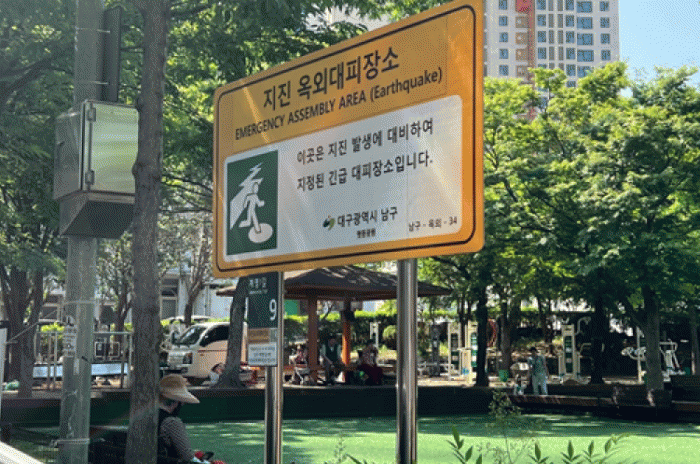 지진 옥외대피장소
EMERGENCY ASSEMBLY AREA (Earthquake)
이곳은 지진 발생에 대비하여
지정된 긴급 대피장소입니다.
대구광역시 남구
남구 - 옥외 - 34
9